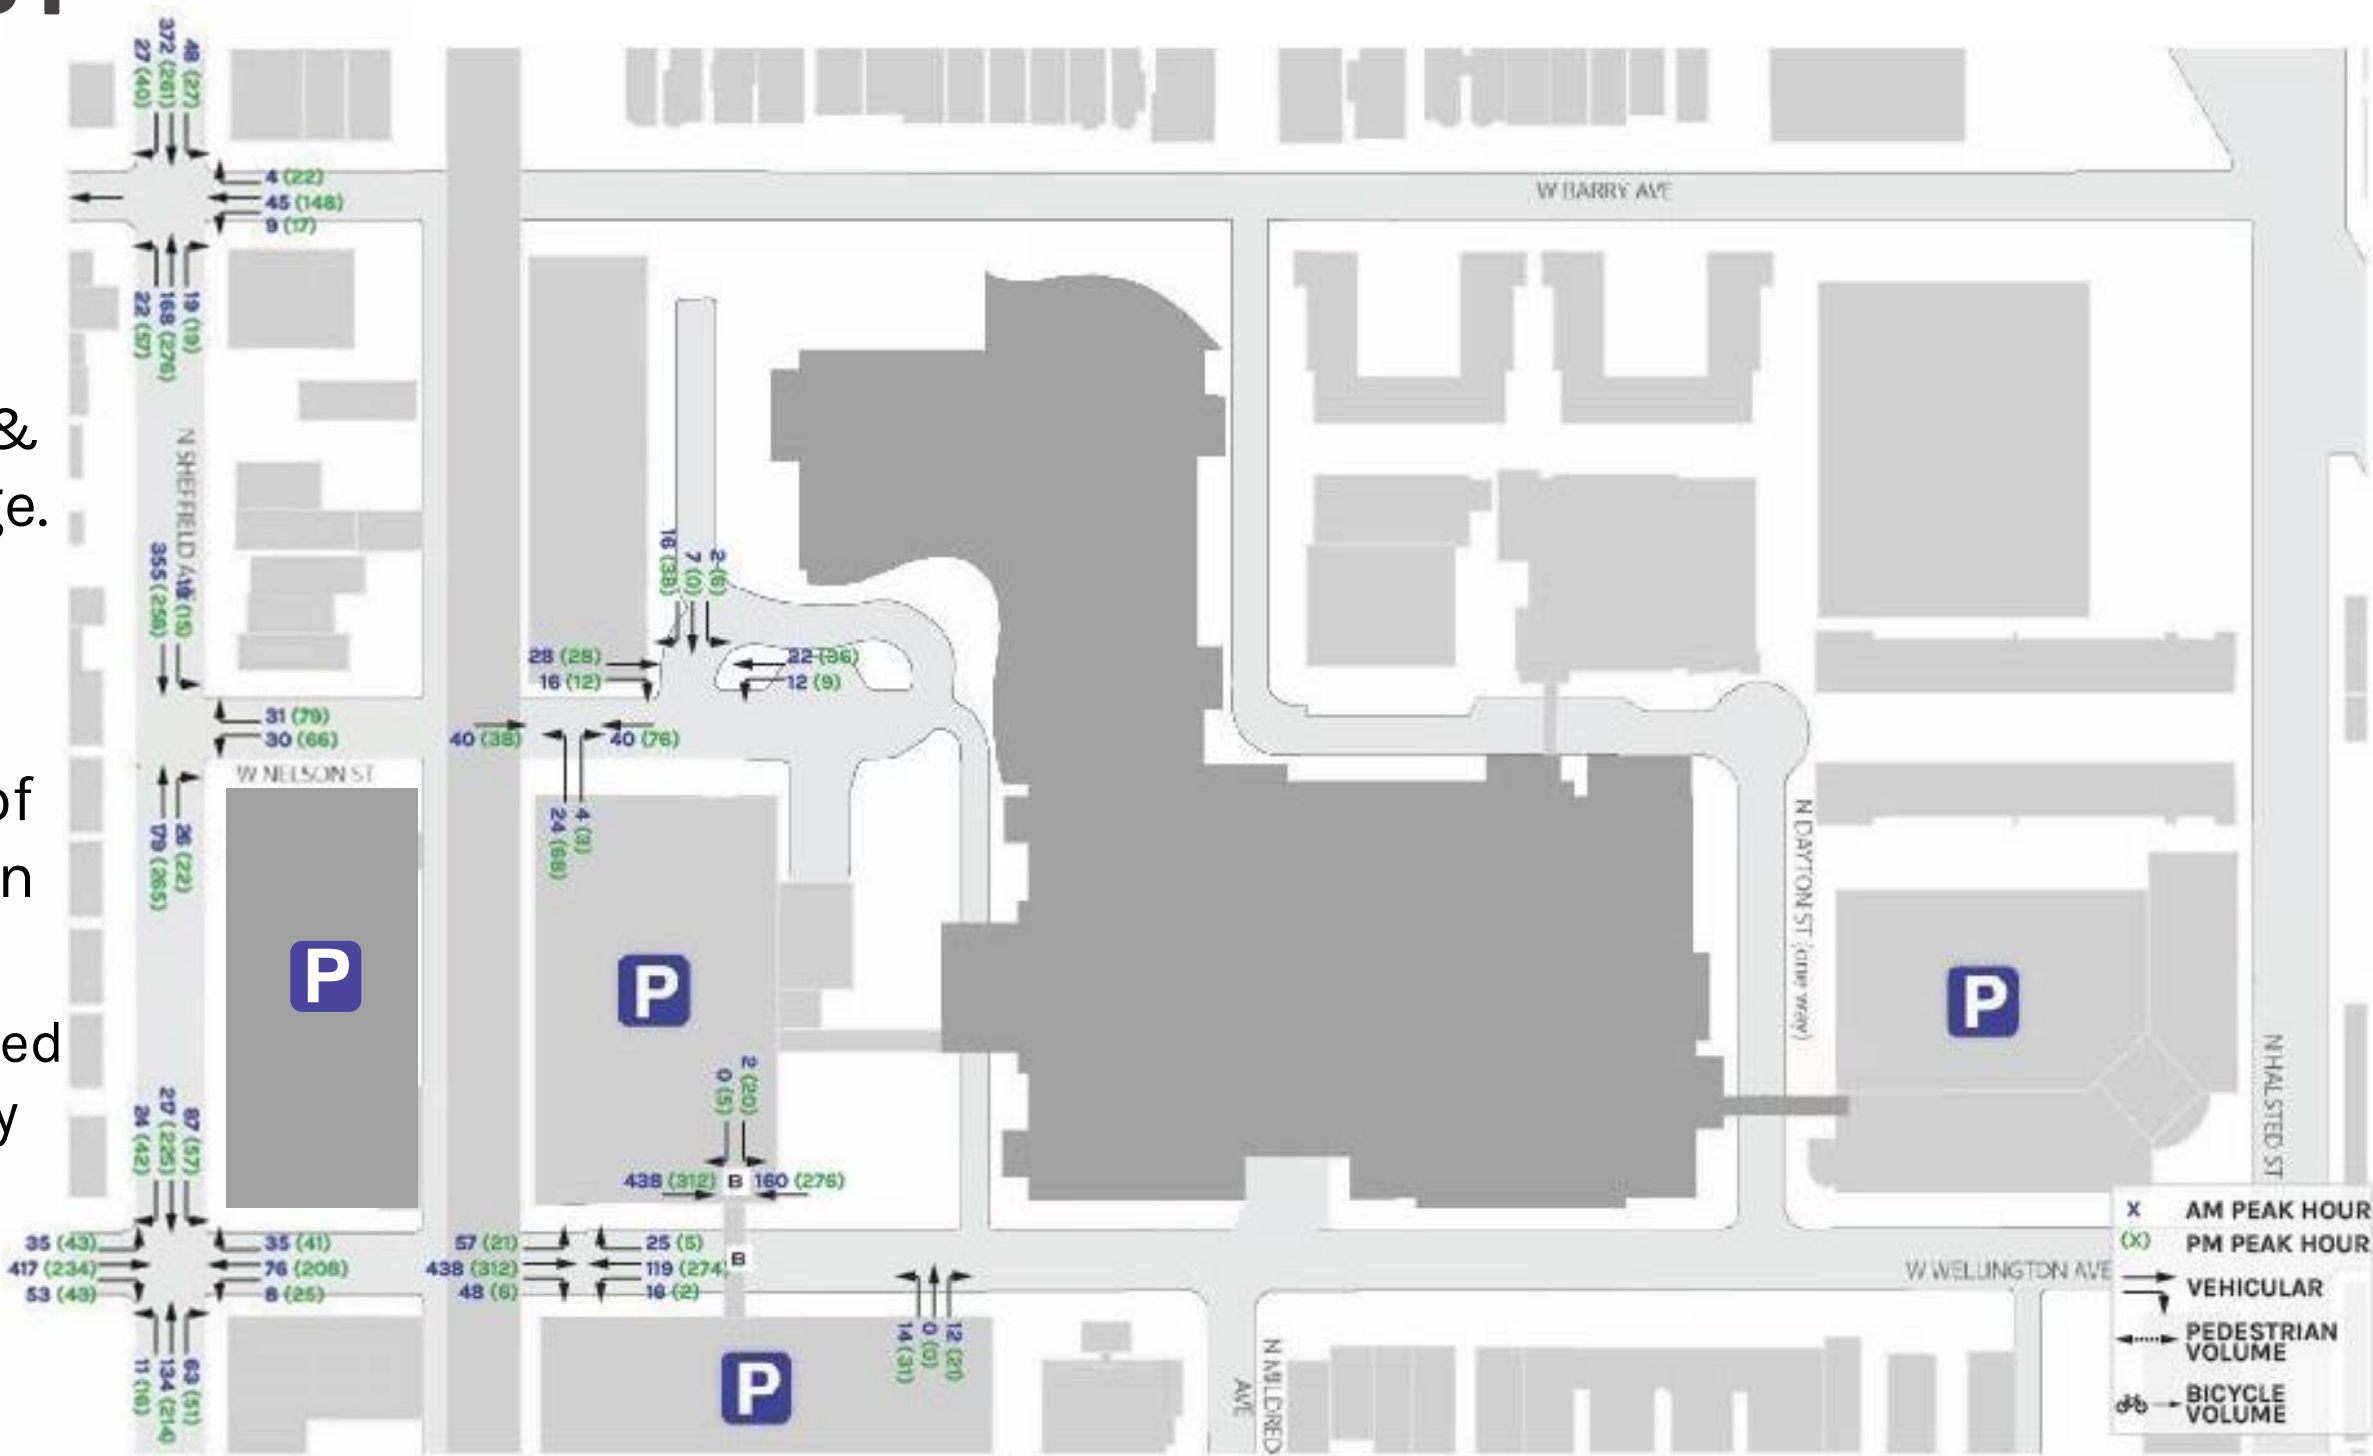 48 (27)
372 (261)
27 (40)
4 (22)
45 (148)
9 (17)
W BARRY AVE
19 (19)
168 (276)
22 (57)
&
ge.
N SHEFFIELD A
(15)
16 (38)
7 (0)
2 (6)
28 (28)
16 (12)
22 (36)
12 (9)
31 (79)
30 (66)
40 (38)
40 (76)
W NELSON ST
26 (22)
179 (265)
4 (3)
24 (68)
of
n
ed
y
P
P
P
N DAYTON ST (one way)
N HALSTED ST
87 (57)
217 (225)
24 (42)
2 (20)
0 (5)
438 (312) B 160 (276)
35 (43)
417 (234)
53 (43)
35 (41)
76 (208)
8 (25)
57 (21)
438 (312)
48 (6)
25 (5)
119 (274)
16 (2)
B
W WELLINGTON AVE
63 (51)
134 (214)
11 (16)
P
12 (21)
0 (0)
14 (31)
N MILDRED
AVE
X AM PEAK HOUR
(X) PM PEAK HOUR
VEHICULAR
PEDESTRIAN
VOLUME
BICYCLE
VOLUME